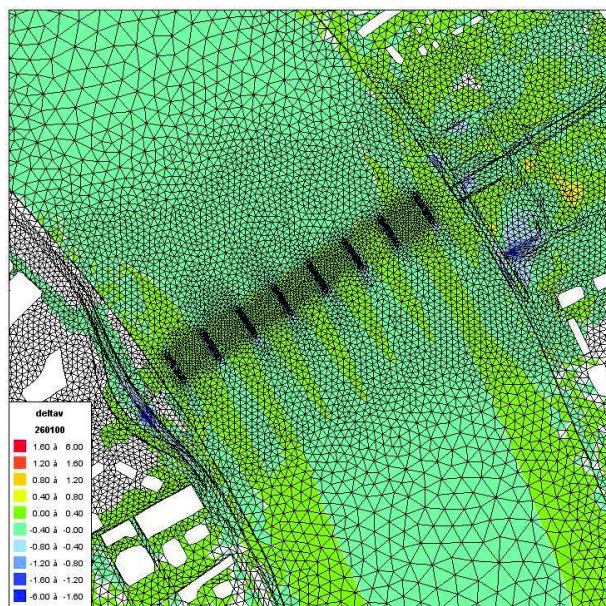 deltav
260100
1.60 à 6.00
1.20 à 1.60
0.80 à 1.20
0.40 à 0.80
0.00 à 0.40
-0.40 à -0.00
-0.80 à -0.40
-1.20 à -0.80
-1.60 à -1.20
-6.00 à -1.60